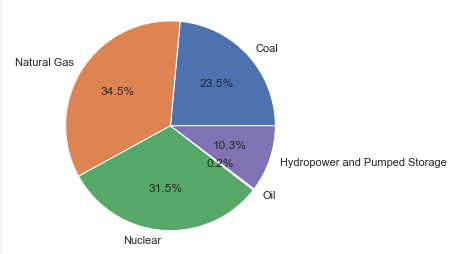 Coal
Natural Gas
23.5%
34.5%
10.3%
0.2%
Hydropower and Pumped Storage
31.5%
Oil
Nuclear